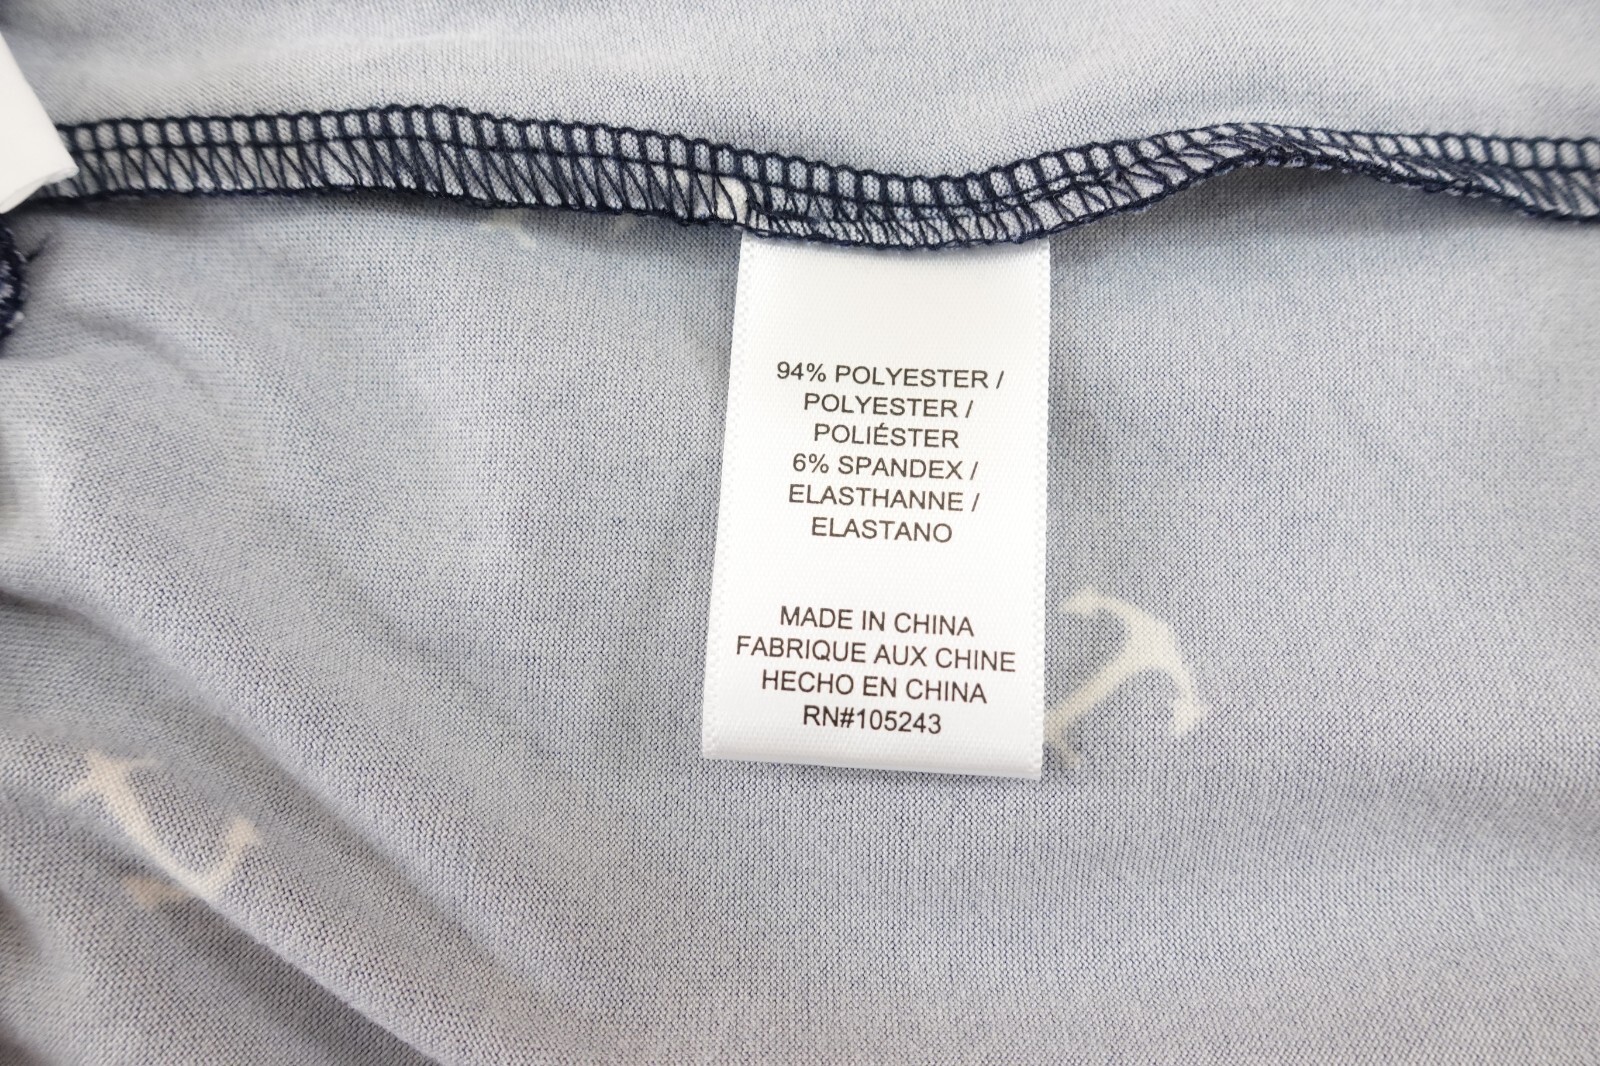 94% POLYESTER /
POLYESTER /
POLIÉSTER
6% SPANDEX /
ELASTHANNE /
ELASTANO
MADE IN CHINA
FABRIQUE AUX CHINE
HECHO EN CHINA
RN#105243